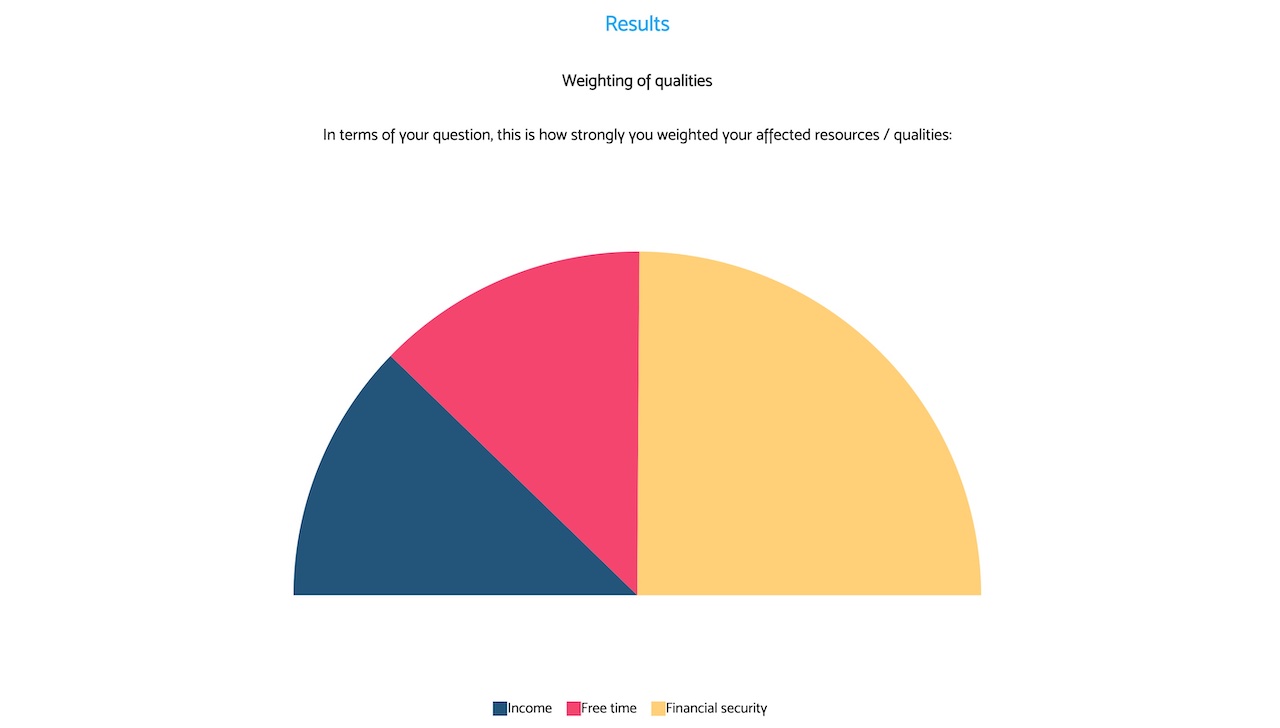 Results
Weighting of qualities
In terms of your question, this is how strongly you weighted your affected resources / qualities:
Income Free time Financial security